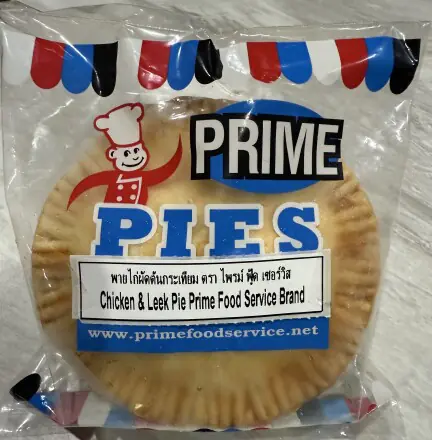 PRIME
PIES
พายไก่ผัดต้นกระเทียม ตรา ไพรม์ ฟู้ด เซอร์วิส
Chicken & Leek Pie Prime Food Service Brand
www.primefoodservice.net